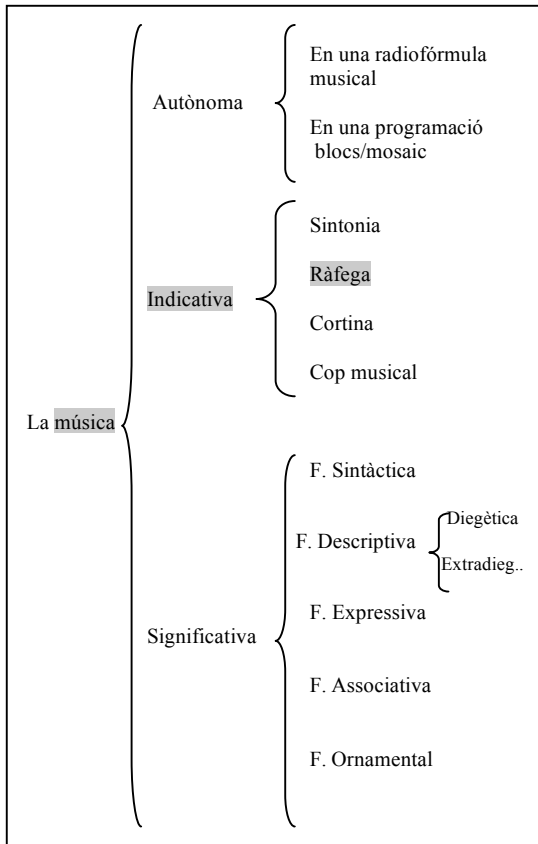 En una radiofórmula
musical
Autònoma
En una programació
blocs/mosaic
Sintonia
Ràfega
Indicativa
Cortina
Cop musical
La música
F. Sintàctica
Diegètica
F. Descriptiva
Extradieg..
F. Expressiva
Significativa
F. Associativa
F. Ornamental